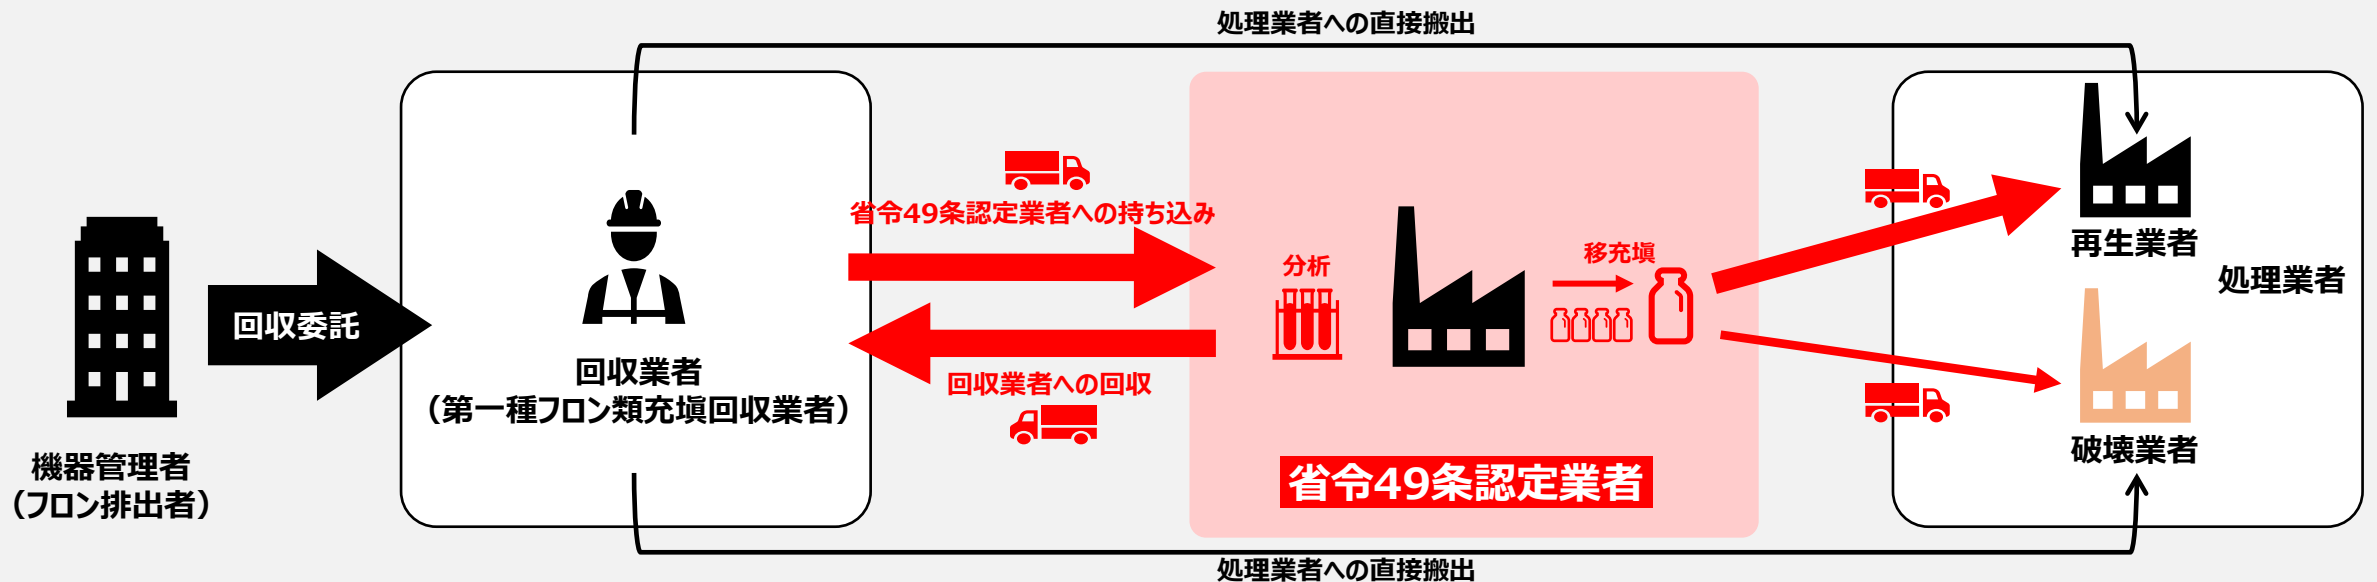 処理業者への直接搬出
省令49条認定業者への持ち込み
分析
移充塡
再生業者
処理業者
回収委託
回収業者
（第一種フロン類充塡回収業者）
回収業者への回収
機器管理者
（フロン排出者）
省令49条認定業者
破壊業者
処理業者への直接搬出